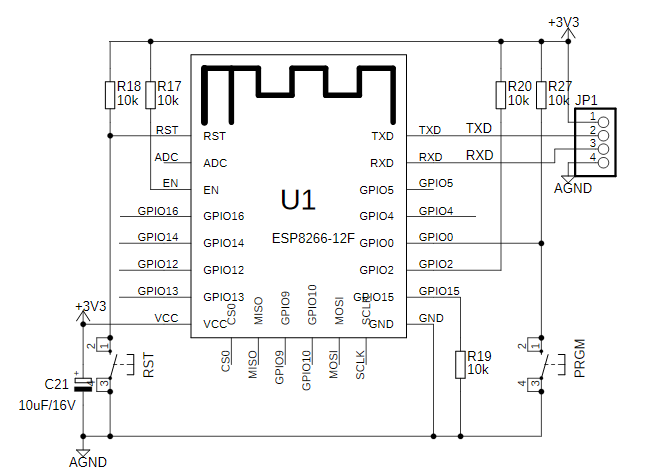 +3V3
R18
10k
R17
10k
R20
10k
R27
10k
JP1
1
2
3
4
AGND
RST
ADC
EN
GPIO16
GPIO14
GPIO12
GPIO13
VCC
RST
ADC
EN
GPIO16
GPIO14
GPIO12
GPIO13
VCC
U1
ESP8266-12F
TXD
RXD
GPIO5
GPIO4
GPIO0
GPIO2
GPIO15
GND
TXD
RXD
GPIO5
GPIO4
GPIO0
GPIO2
GPIO15
GND
TXD
RXD
CS0
MISO
GPIO9
GPIO10
MOSI
SCLK
CS0
MISO
GPIO9
GPIO10
MOSI
SCLK
+3V3
C21
+
10uF/16V
2
1
4
3
RST
R19
10k
2
1
4
3
PRGM
AGND